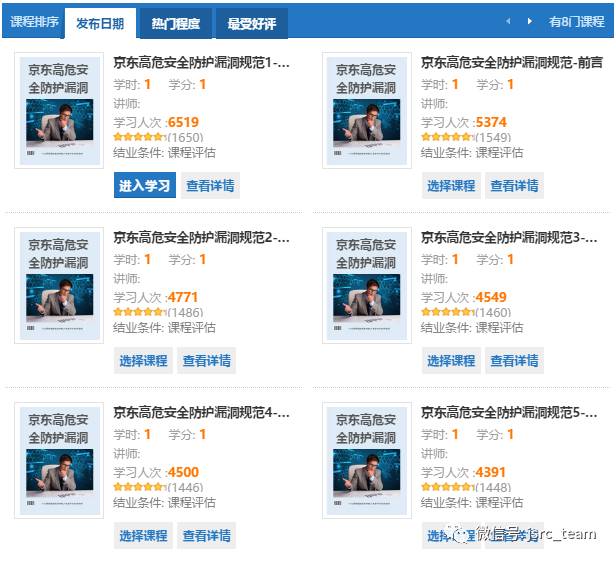 课程排序 发布日期 热门程度 最受好评 有8门课程
京东高危安全防护漏洞
京东高危安全防护漏洞规范1-...
学时: 1 学分: 1
讲师:
学习人次 :6519
(1650)
结业条件: 课程评估
进入学习 查看详情
京东高危安全防护漏洞
京东高危安全防护漏洞规范-前言
学时: 1 学分: 1
讲师:
学习人次 :5374
(1549)
结业条件: 课程评估
选择课程 查看详情
京东高危安全防护漏洞
京东高危安全防护漏洞规范2-...
学时: 1 学分: 1
讲师:
学习人次 :4771
(1486)
结业条件: 课程评估
选择课程 查看详情
京东高危安全防护漏洞
京东高危安全防护漏洞规范3-...
学时: 1 学分: 1
讲师:
学习人次 :4549
(1460)
结业条件: 课程评估
选择课程 查看详情
京东高危安全防护漏洞
京东高危安全防护漏洞规范4-...
学时: 1 学分: 1
讲师:
学习人次 :4500
(1446)
结业条件: 课程评估
选择课程 查看详情
京东高危安全防护漏洞
京东高危安全防护漏洞规范5-...
学时: 1 学分: 1
讲师:
学习人次 :4391
(1448)
结业条件: 课程评估
选择课程 查看详情
微信号: jsrc_team